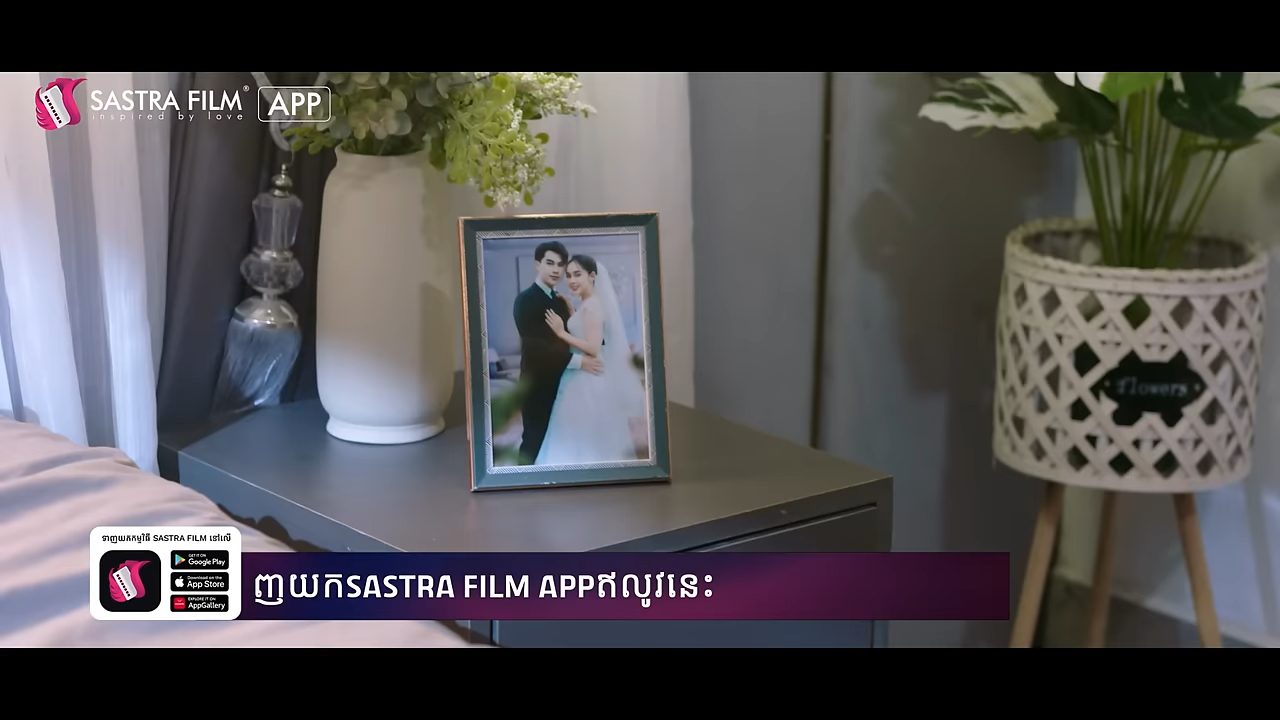 SASTRA FILM® APP
inspired by love
flowers
ទាញយកកម្មវិធី SASTRA FILM នៅលើ
GET IT ON
Google Play
Download on the
App Store
EXPLORE IT ON
AppGallery
ញយកSASTRA FILM APPឥលូវនេះ